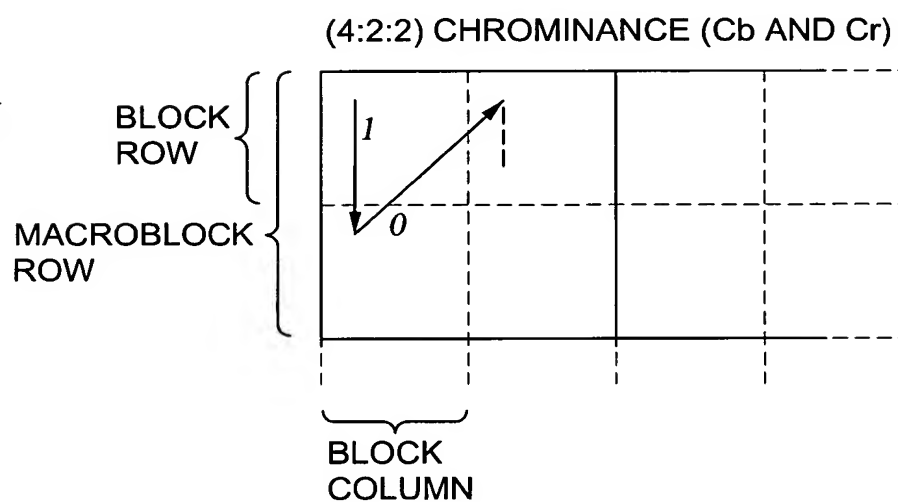 (4:2:2) CHROMINANCE (Cb AND Cr)
BLOCK
ROW
1
0
MACROBLOCK
ROW
BLOCK
COLUMN